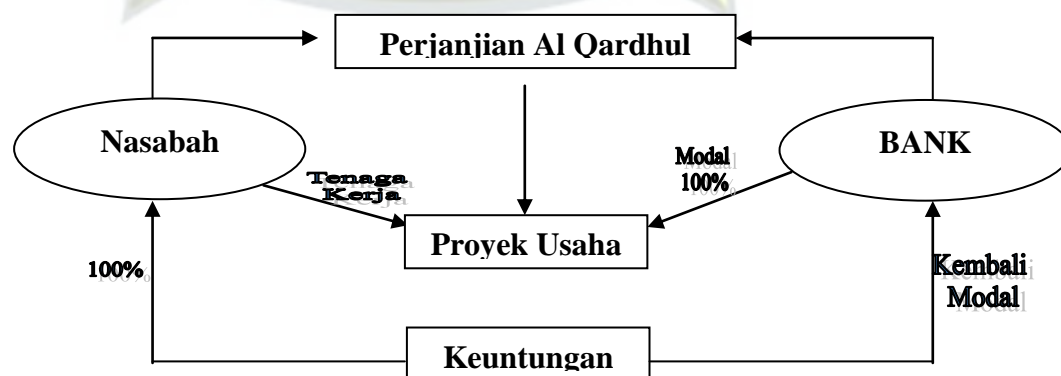 Perjanjian Al Qardhul
Nasabah
BANK
Tenaga
Kerja
Modal
100%
Proyek Usaha
100%
Kembali
Modal
Keuntungan